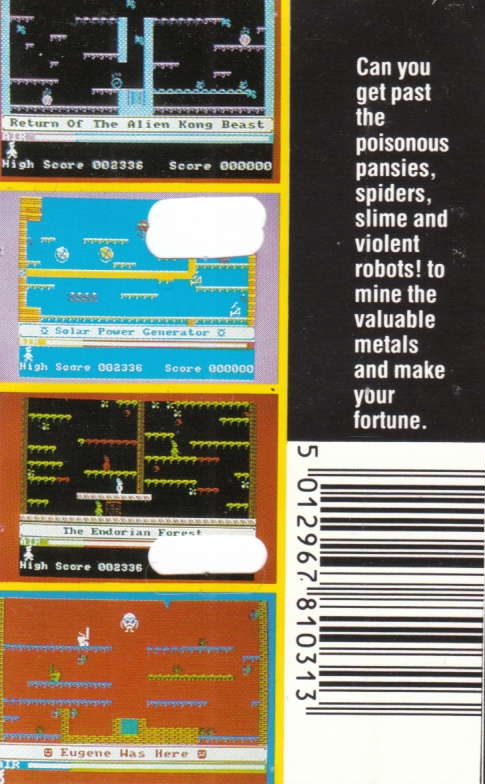 Return Of The Alien Kong Beast
AIR
High Score 002336 Score 000000
Solar Power Generator
AIR
High Score 002336 Score 000000
The Endorian Forest
AIR
High Score 002336
Eugene Was Here
AIR
Can you
get past
the
poisonous
pansies,
spiders,
slime and
violent
robots! to
mine the
valuable
metals
and make
your
fortune.
5 012967 810313